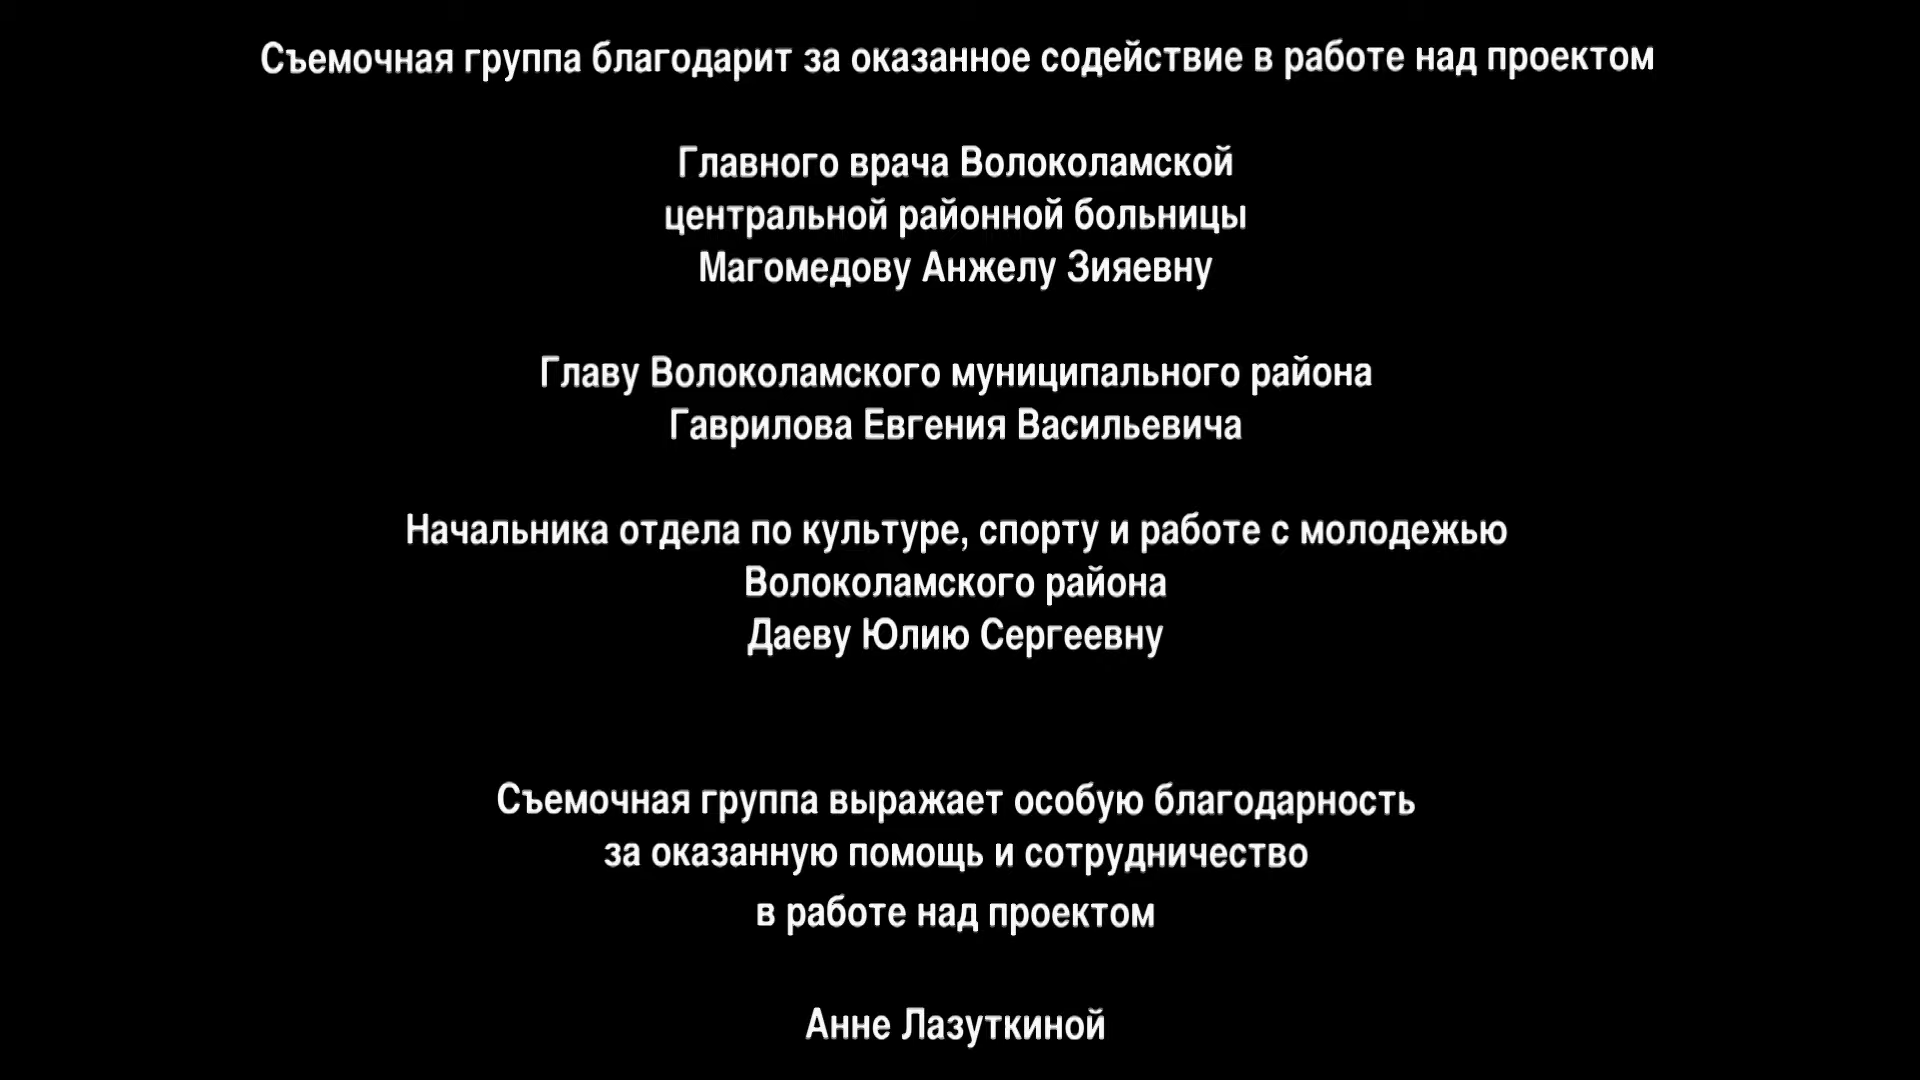 Съемочная группа благодарит за оказанное содействие в работе над проектом
Главного врача Волоколамской
центральной районной больницы
Магомедову Анжелу Зияевну
Главу Волоколамского муниципального района
Гаврилова Евгения Васильевича
Начальника отдела по культуре, спорту и работе с молодежью
Волоколамского района
Даеву Юлию Сергеевну
Съемочная группа выражает особую благодарность
за оказанную помощь и сотрудничество
в работе над проектом
Анне Лазуткиной